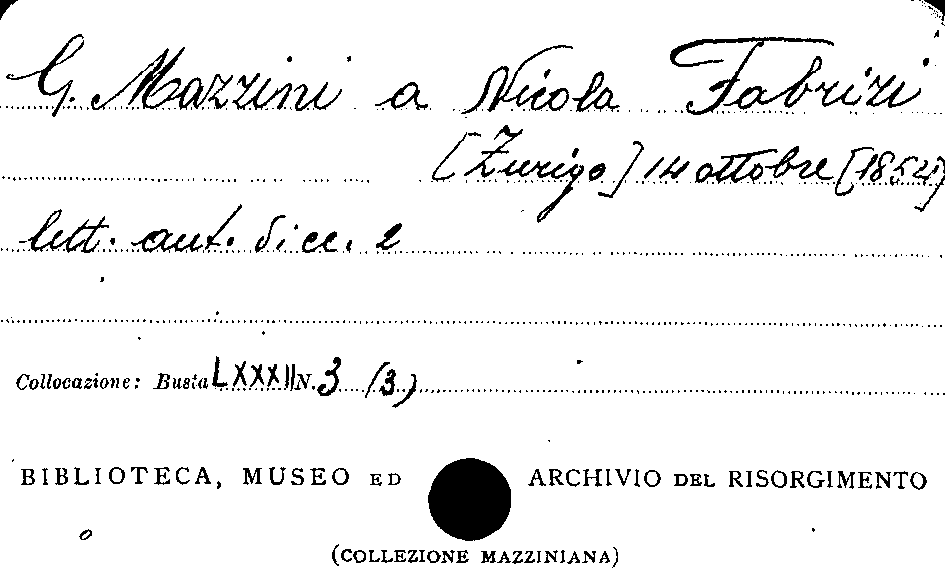 G. Mazzini a Nicola Fabrizi
[Zurigo] 14 ottobre [1854]
lett. aut. di cc. 2
Collocazione: Busta LXXXII N. 3 (3.)
BIBLIOTECA, MUSEO ED ARCHIVIO DEL RISORGIMENTO
(COLLEZIONE MAZZINIANA)